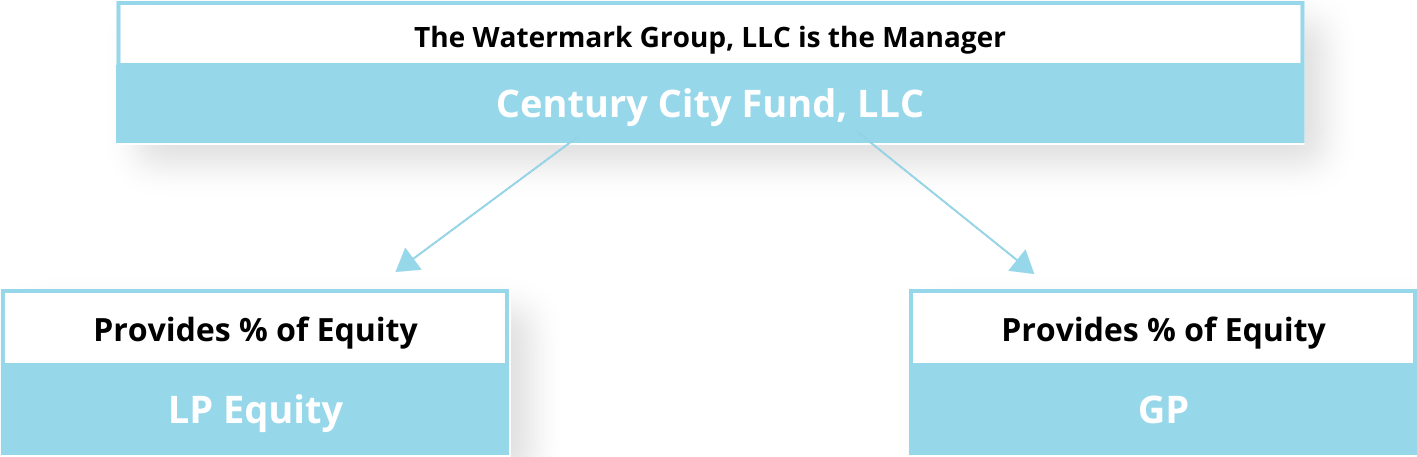 The Watermark Group, LLC is the Manager
Century City Fund, LLC
Provides % of Equity
LP Equity
Provides % of Equity
GP